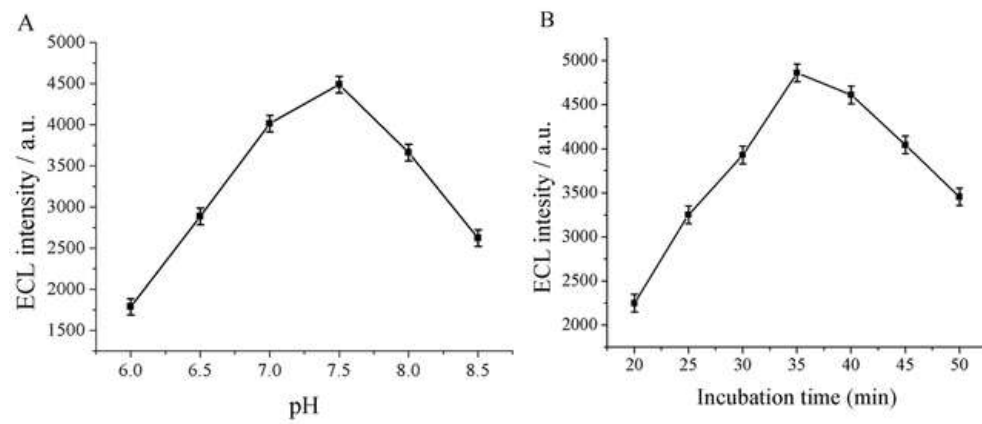 A
ECL intensity / a.u.
5000
4500
4000
3500
3000
2500
2000
1500
6.0 6.5 7.0 7.5 8.0 8.5
pH
B
ECL intesity / a.u.
5000
4500
4000
3500
3000
2500
2000
20 25 30 35 40 45 50
Incubation time (min)